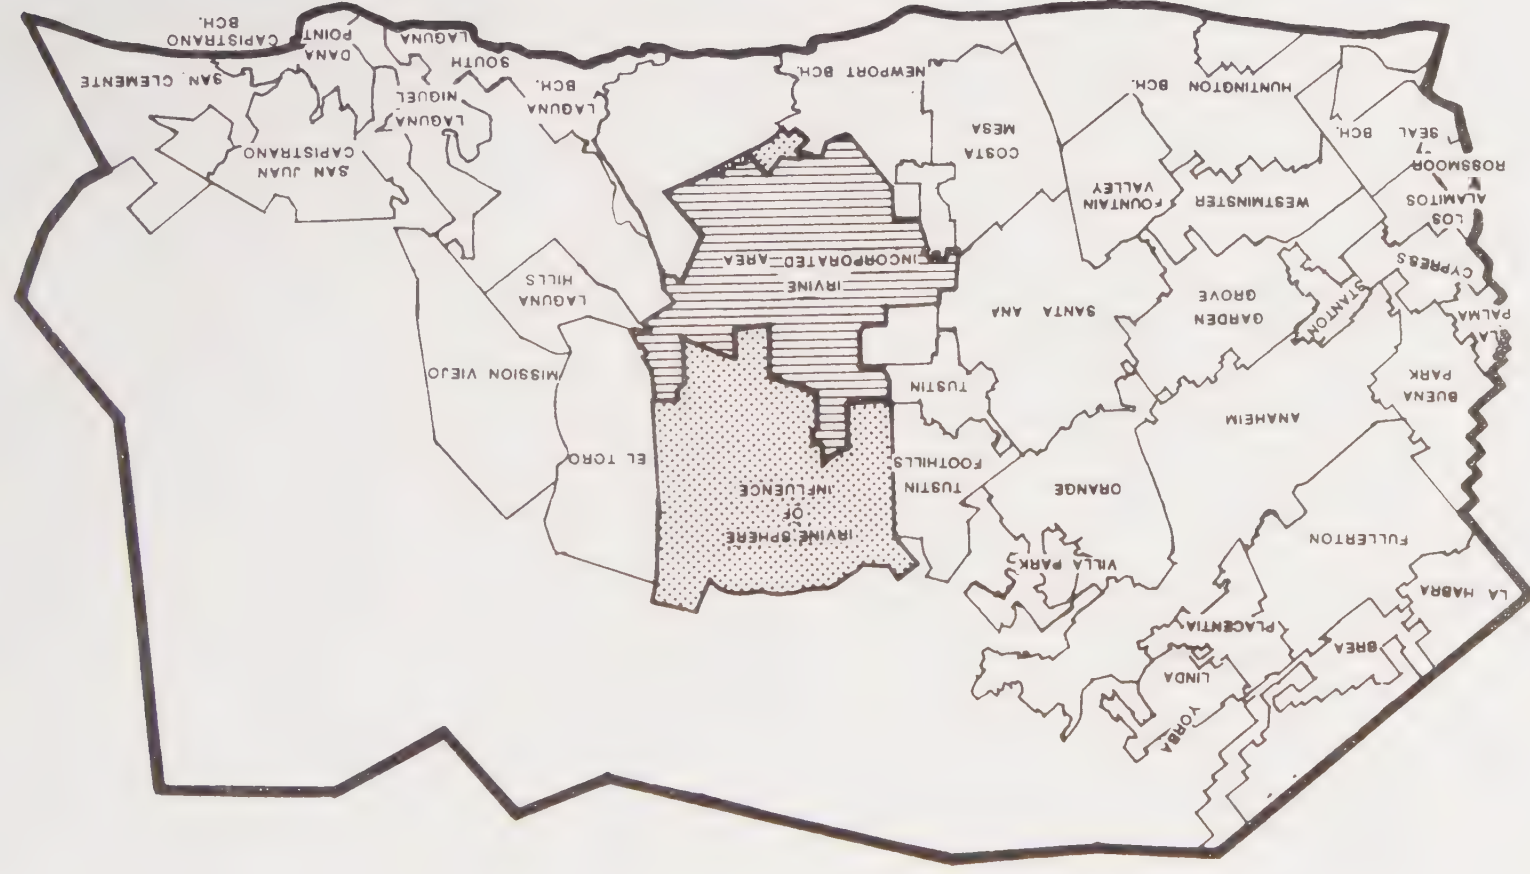 YORBA
LINDA
BREA
PLACENTIA
LA HABRA
FULLERTON
VILLA PARK
IRVINE SPHERE
OF
INFLUENCE
ORANGE
TUSTIN
FOOTHILLS
EL TORO
ANAHEIM
BUENA
PARK
TUSTIN
MISSION VIEJO
LA
PALMA
STANTON
GARDEN
GROVE
SANTA ANA
IRVINE
INCORPORATED AREA
LAGUNA
HILLS
CYPRESS
LOS
ALAMITOS
ROSSMOOR
WESTMINSTER
FOUNTAIN
VALLEY
SEAL
BCH.
COSTA
MESA
SAN JUAN
CAPISTRANO
LAGUNA
NIGUEL
LAGUNA
BCH.
HUNTINGTON
BCH.
NEWPORT BCH.
SOUTH
LAGUNA
SAN CLEMENTE
DANA
POINT
CAPISTRANO
BCH.